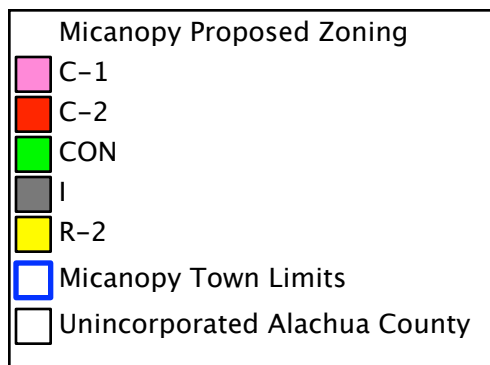 Micanopy Proposed Zoning
C-1
C-2
CON
I
R-2
Micanopy Town Limits
Unincorporated Alachua County